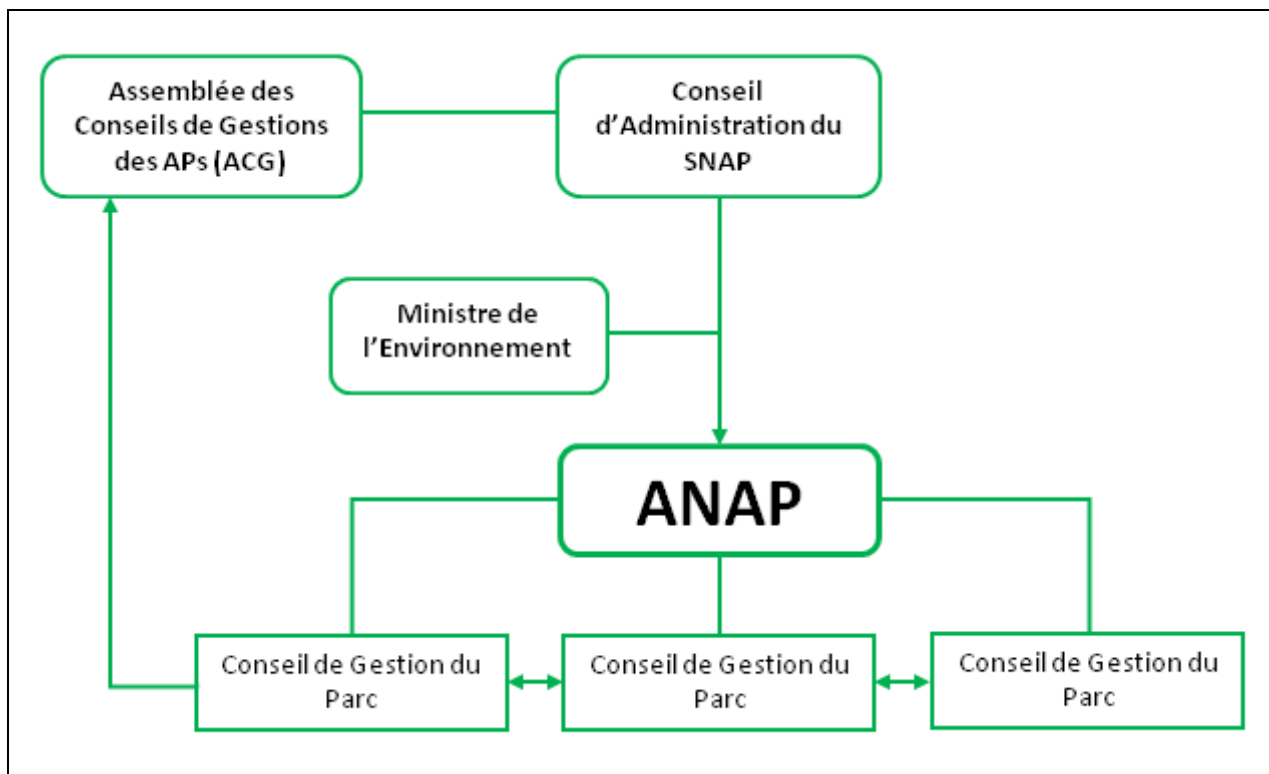 Assemblée des
Conseils de Gestions
des APs (ACG)
Conseil
d’Administration du
SNAP
Ministre de
l’Environnement
ANAP
Conseil de Gestion du
Parc
Conseil de Gestion du
Parc
Conseil de Gestion du
Parc